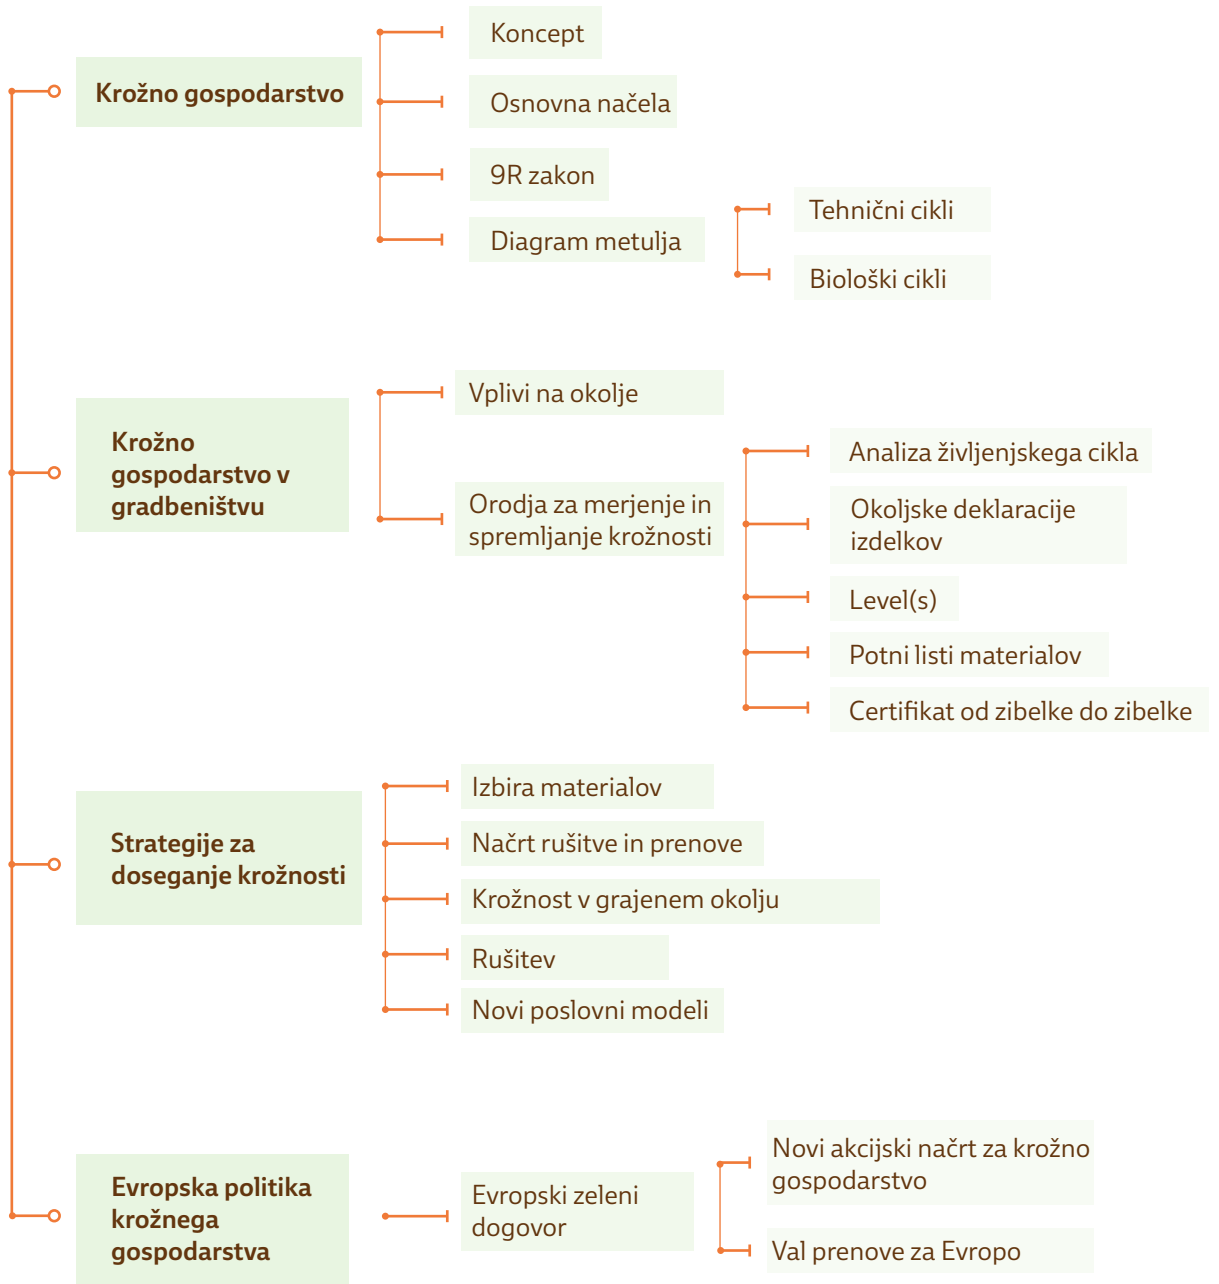 Krožno gospodarstvo
Koncept
Osnovna načela
9R zakon
Diagram metulja
Tehnični cikli
Biološki cikli
Krožno
gospodarstvo v
gradbeništvu
Vplivi na okolje
Orodja za merjenje in
spremljanje krožnosti
Analiza življenjskega cikla
Okoljske deklaracije
izdelkov
Level(s)
Potni listi materialov
Certifikat od zibelke do zibelke
Strategije za
doseganje krožnosti
Izbira materialov
Načrt rušitve in prenove
Krožnost v grajenem okolju
Rušitev
Novi poslovni modeli
Evropska politika
krožnega
gospodarstva
Evropski zeleni
dogovor
Novi akcijski načrt za krožno
gospodarstvo
Val prenove za Evropo